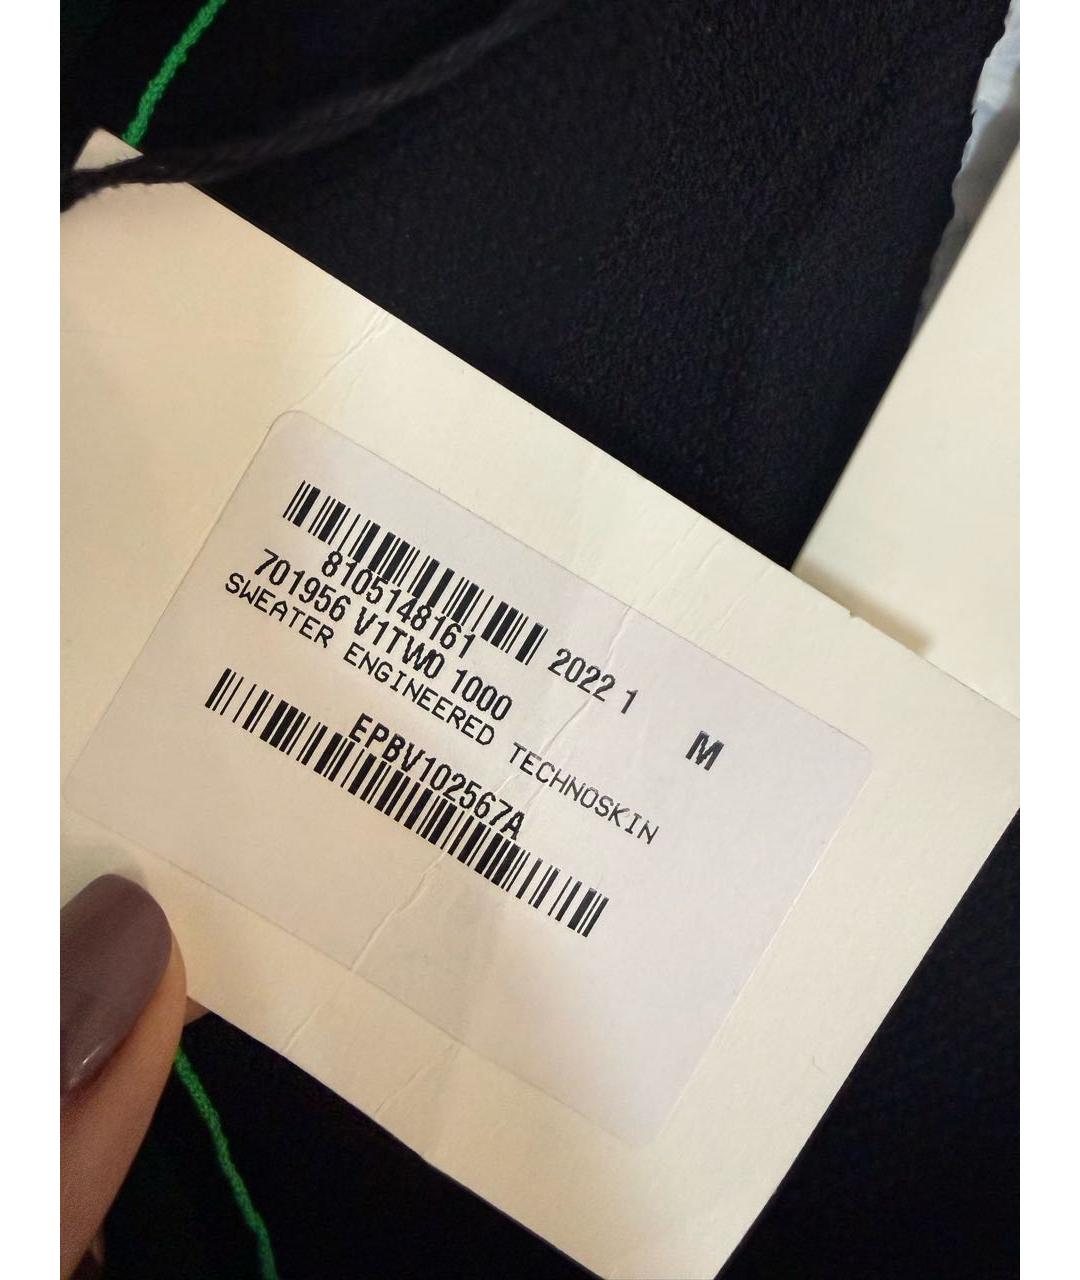 8105148161 2022 1
701956 V1TW0 1000 M
SWEATER ENGINEERED TECHNOSKIN
EPBV102567A